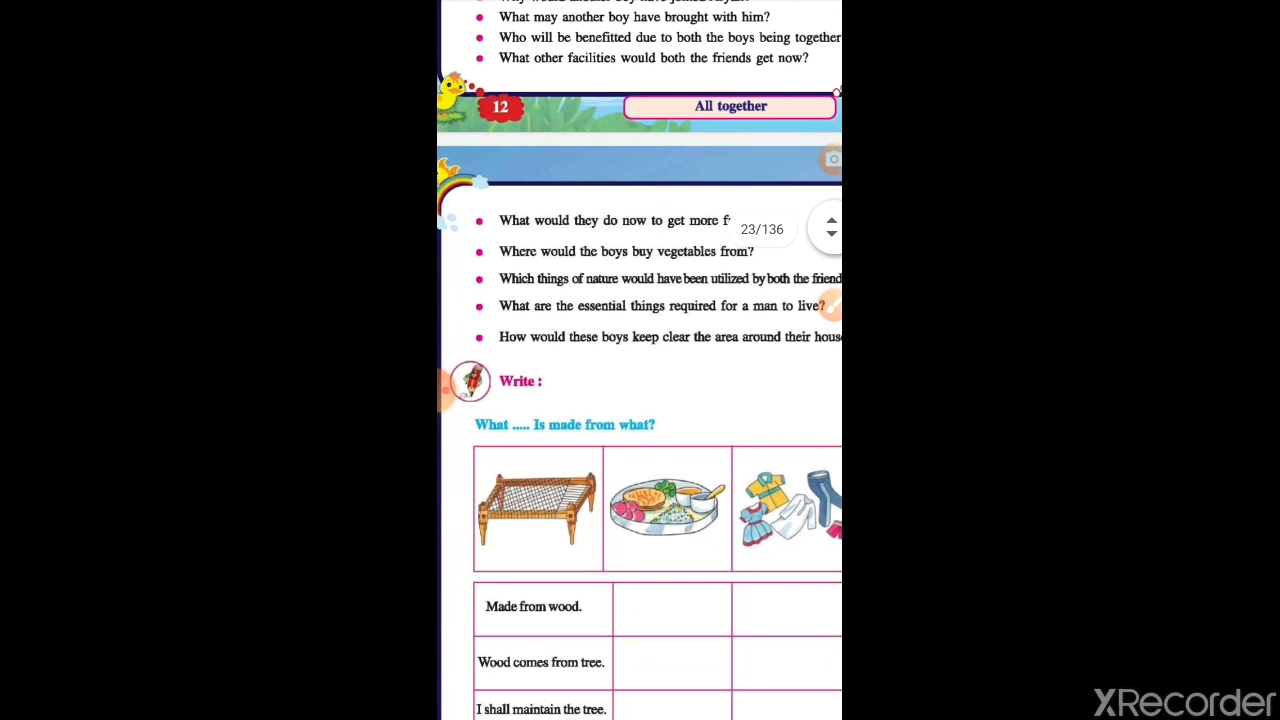 What may another boy have brought with him?
Who will be benefitted due to both the boys being together
What other facilities would both the friends get now?
12
All together
What would they do now to get more
23/136
Where would the boys buy vegetables from?
Which things of nature would have been utilized by both the friend
What are the essential things required for a man to live?
How would these boys keep clear the area around their hous
Write :
What ..... Is made from what?
Made from wood.
Wood comes from tree.
I shall maintain the tree.
XRecorder